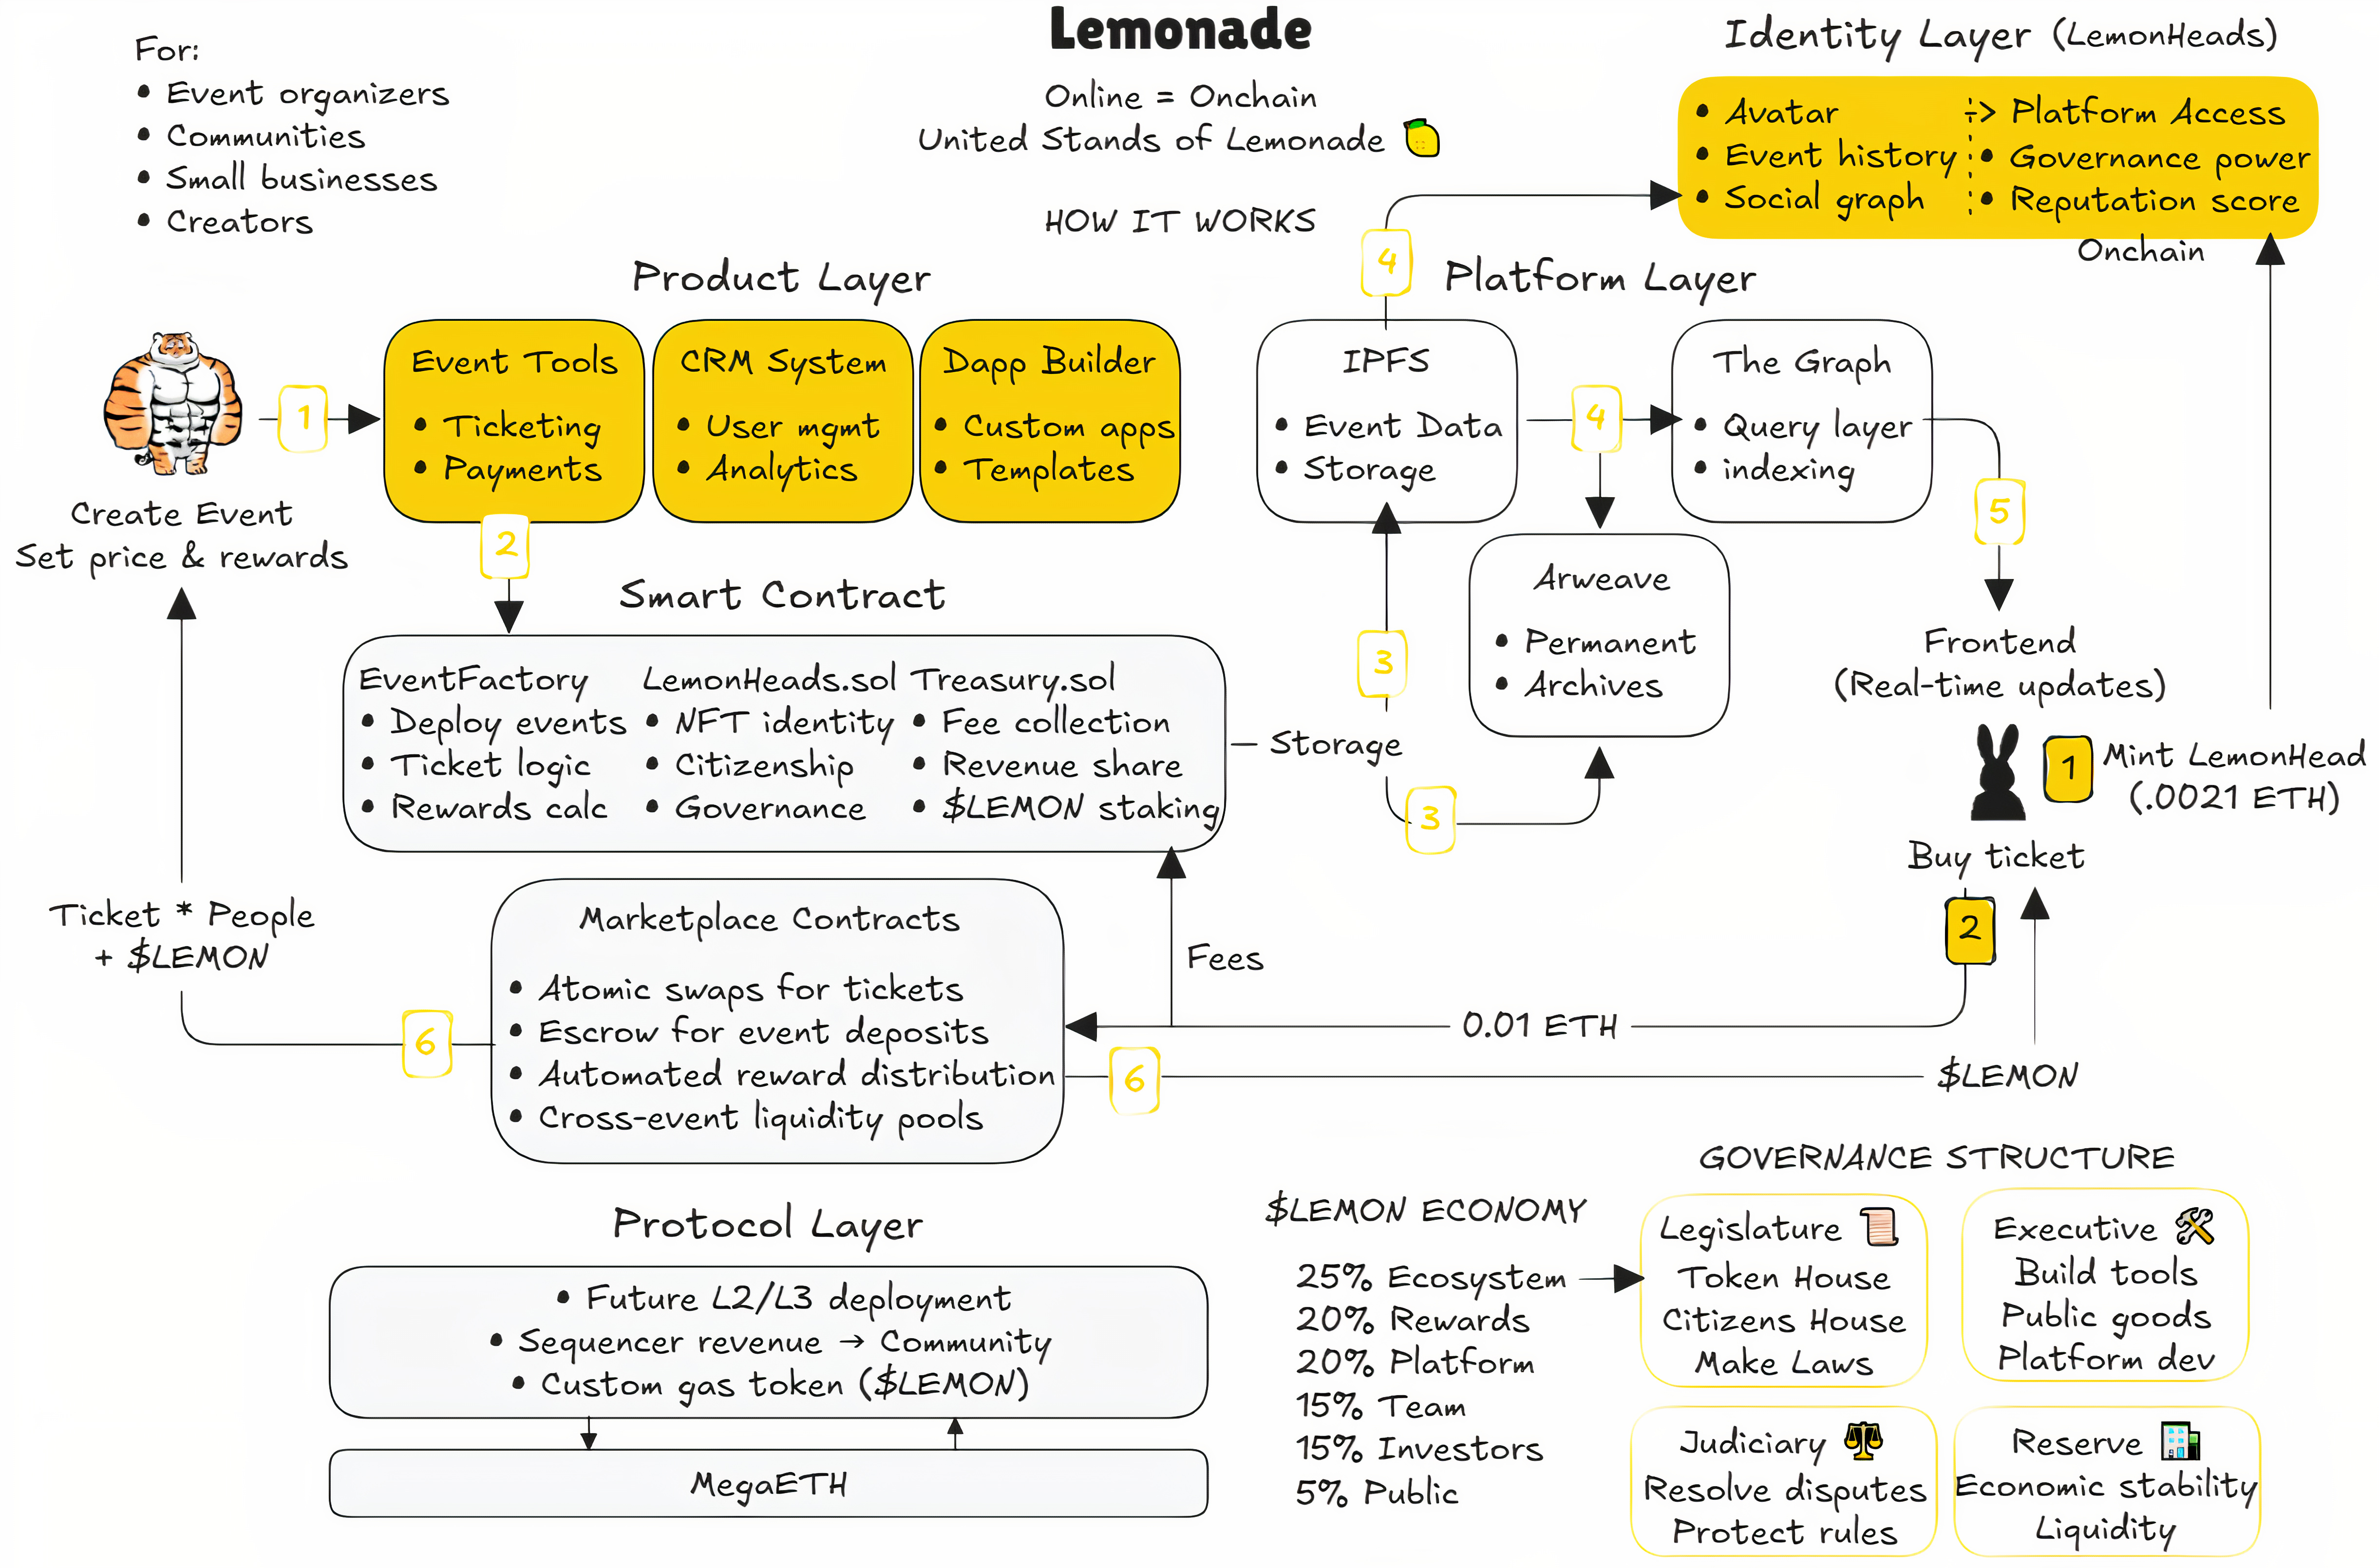 Lemonade
Online = Onchain
United Stands of Lemonade
HOW IT WORKS
For:
• Event organizers
• Communities
• Small businesses
• Creators
Identity Layer (LemonHeads)
• Avatar
• Event history
• Social graph
-> Platform Access
• Governance power
• Reputation score
Onchain
Product Layer
1
Create Event
Set price & rewards
Event Tools
• Ticketing
• Payments
CRM System
• User mgmt
• Analytics
Dapp Builder
• Custom apps
• Templates
2
Platform Layer
4
IPFS
• Event Data
• Storage
4
The Graph
• Query layer
• indexing
5
Arweave
• Permanent
• Archives
3
Storage
3
Frontend
(Real-time updates)
1
Mint LemonHead
(.0021 ETH)
Buy ticket
2
Smart Contract
EventFactory
• Deploy events
• Ticket logic
• Rewards calc
LemonHeads.sol
• NFT identity
• Citizenship
• Governance
Treasury.sol
• Fee collection
• Revenue share
• $LEMON staking
Ticket * People
+ $LEMON
6
Marketplace Contracts
• Atomic swaps for tickets
• Escrow for event deposits
• Automated reward distribution
• Cross-event liquidity pools
Fees
0.01 ETH
6
$LEMON
Protocol Layer
• Future L2/L3 deployment
• Sequencer revenue → Community
• Custom gas token ($LEMON)
MegaETH
$LEMON ECONOMY
25% Ecosystem
20% Rewards
20% Platform
15% Team
15% Investors
5% Public
GOVERNANCE STRUCTURE
Legislature
Token House
Citizens House
Make Laws
Executive
Build tools
Public goods
Platform dev
Judiciary
Resolve disputes
Protect rules
Reserve
Economic stability
Liquidity